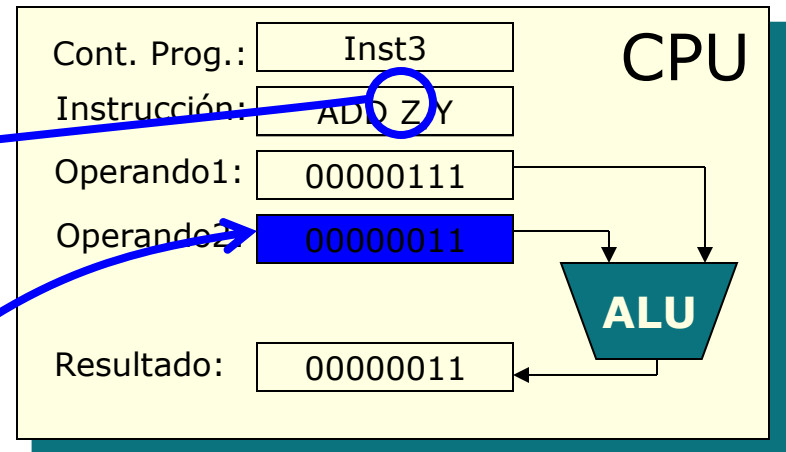 CPU
Cont. Prog.: Inst3
Instrucción: ADD Z,Y
Operando1: 00000111
Operando2: 00000011
ALU
Resultado: 00000011